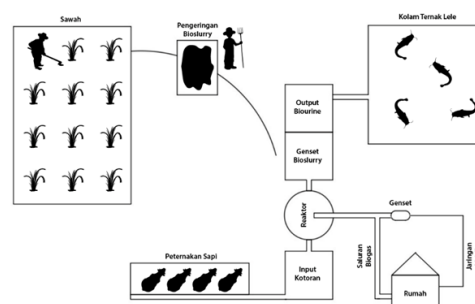 Sawah
Pengeringan
Bioslurry
Kolam Ternak Lele
Output
Biourine
Genset
Bioslurry
Reaktor
Genset
Saluran
Biogas
Jaringan
Peternakan Sapi
Input
Kotoran
Rumah